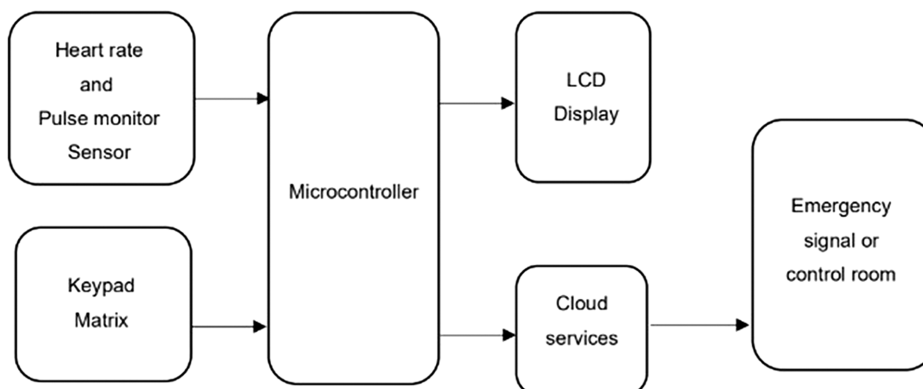 Heart rate
and
Pulse monitor
Sensor
Keypad
Matrix
Microcontroller
LCD
Display
Cloud
services
Emergency
signal or
control room